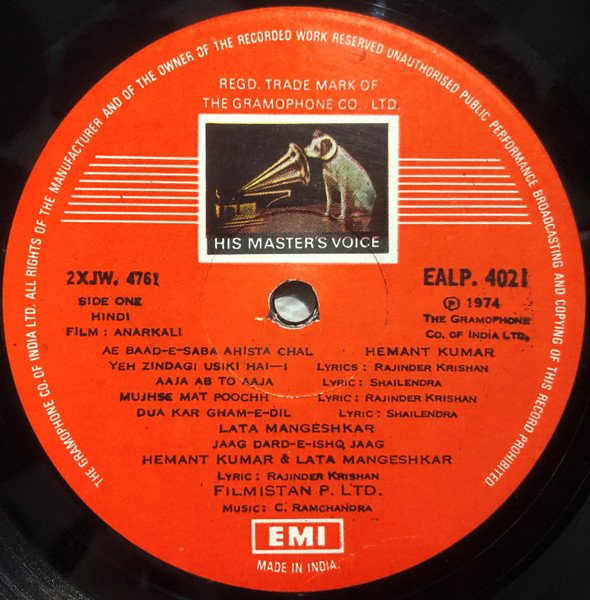 THE GRAMOPHONE CO. OF INDIA LTD. ALL RIGHTS OF THE MANUFACTURER AND OF THE OWNER OF THE RECORDED WORK RESERVED UNAUTHORISED PUBLIC PERFORMANCE BROADCASTING AND COPYING OF THIS RECORD PROHIBITED
REGD. TRADE MARK OF
THE GRAMOPHONE CO. LTD.
HIS MASTER'S VOICE
2XJW. 4761 EALP. 4021
SIDE ONE ℗ 1974
HINDI THE GRAMOPHONE
FILM : ANARKALI CO. OF INDIA LTD.
AE BAAD-E-SABA AHISTA CHAL HEMANT KUMAR
YEH ZINDAGI USIKI HAI—I LYRICS: RAJINDER KRISHAN
AAJA AB TO AAJA LYRIC: SHAILENDRA
MUJHSE MAT POOCHH LYRIC: RAJINDER KRISHAN
DUA KAR GHAM-E-DIL LYRIC: SHAILENDRA
LATA MANGESHKAR
JAAG DARD-E-ISHQ JAAG
HEMANT KUMAR & LATA MANGESHKAR
LYRIC: RAJINDER KRISHAN
FILMISTAN P. LTD.
MUSIC: C. RAMCHANDRA
EMI
MADE IN INDIA.